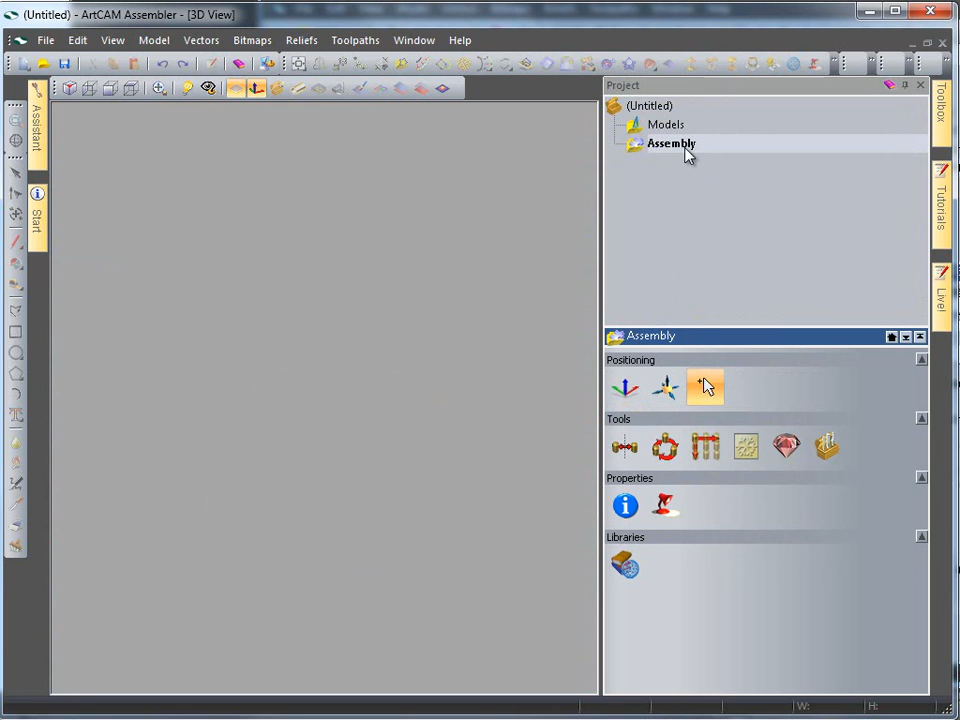 (Untitled) - ArtCAM Assembler - [3D View]
File Edit View Model Vectors Bitmaps Reliefs Toolpaths Window Help
Project
(Untitled)
Models
Assembly
Assistant
Start
Toolbox
Tutorials
Live!
Assembly
Positioning
Tools
Properties
Libraries
W: H: